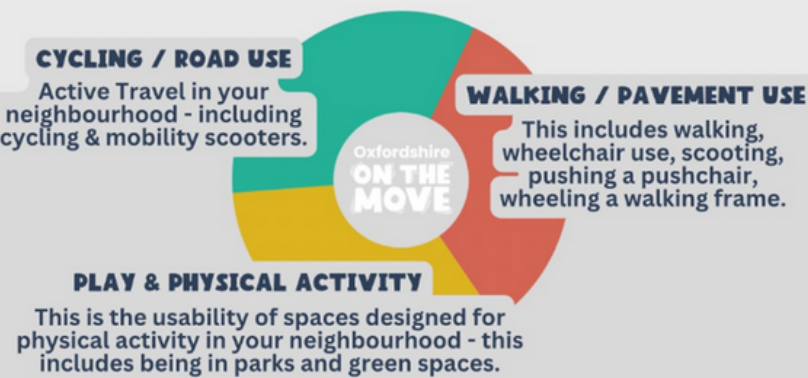 CYCLING / ROAD USE
Active Travel in your
neighbourhood - including
cycling & mobility scooters.
WALKING / PAVEMENT USE
This includes walking,
wheelchair use, scooting,
pushing a pushchair,
wheeling a walking frame.
Oxfordshire
ON THE
MOVE
PLAY & PHYSICAL ACTIVITY
This is the usability of spaces designed for
physical activity in your neighbourhood - this
includes being in parks and green spaces.